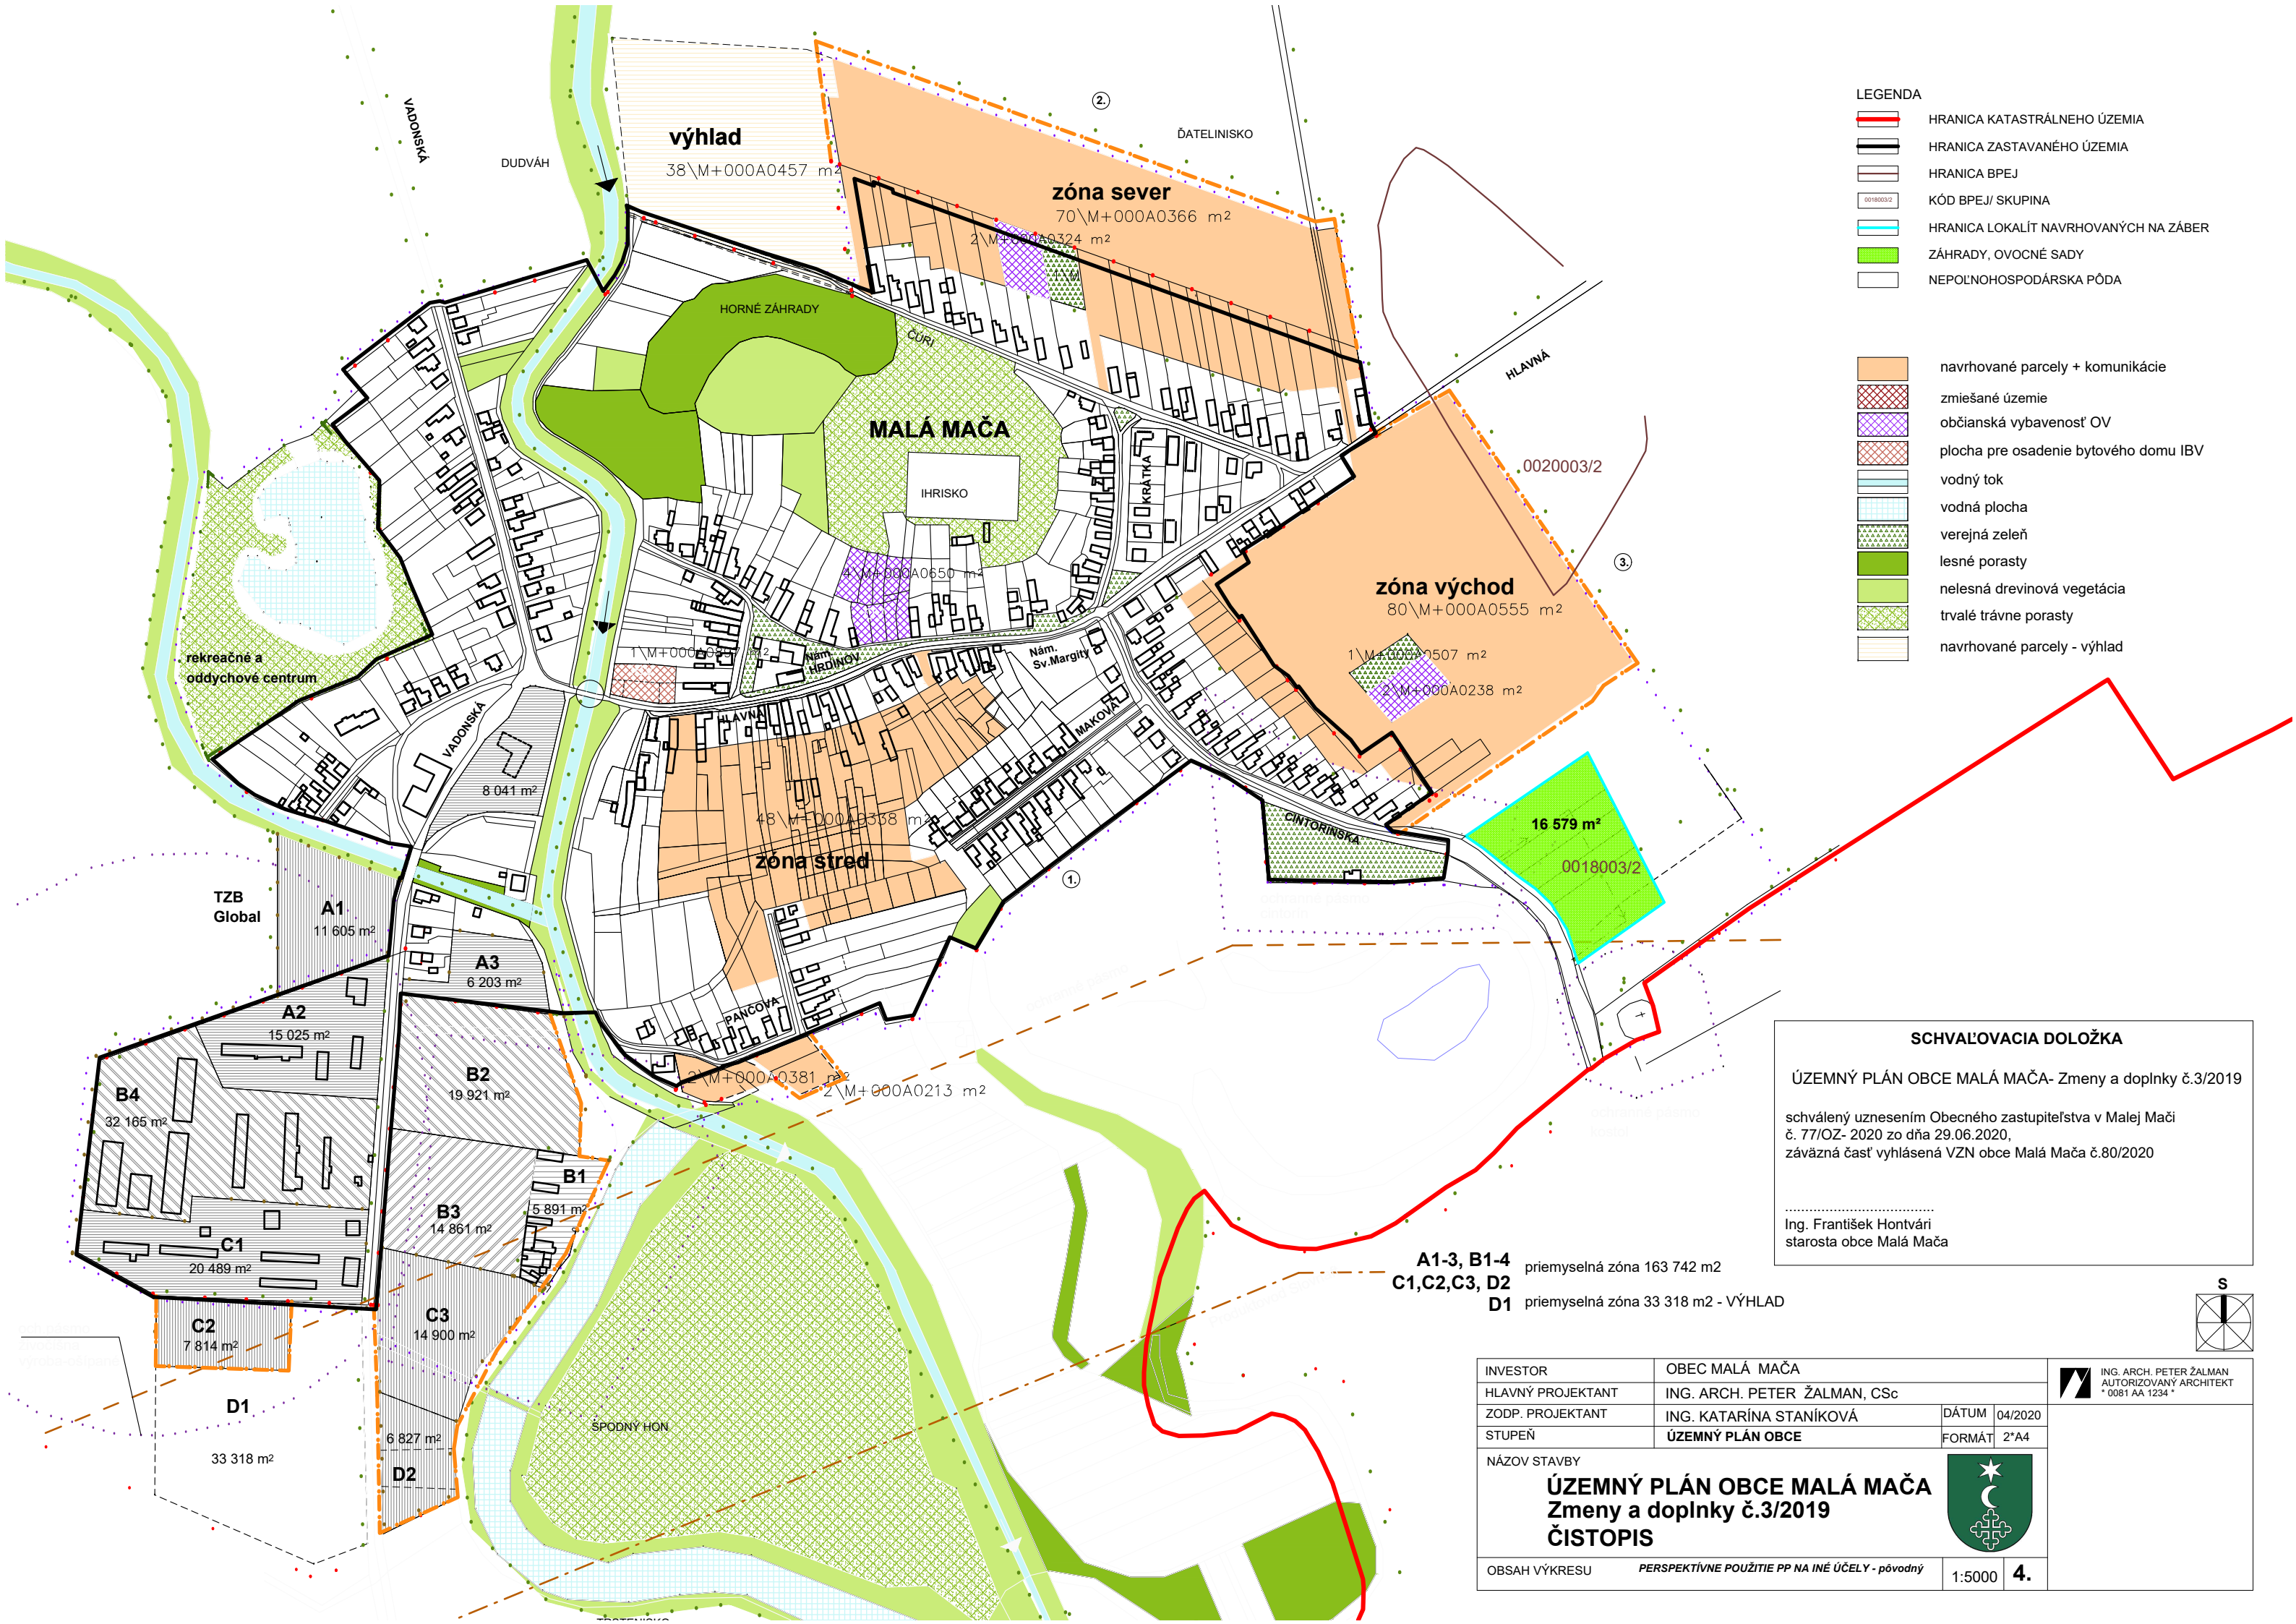 VADONSKÁ
DUDVÁH
výhlad
38\M+000A0457 m²
2.
ĎATELINISKO
zóna sever
70\M+000A0366 m²
2\M+000A0324 m²
HORNÉ ZÁHRADY
ČURI
MALÁ MAČA
IHRISKO
KRÁTKA
HLAVNÁ
0020003/2
3.
zóna východ
80\M+000A0555 m²
1\M+000A0507 m²
2\M+000A0238 m²
4\M+000A0650 m²
Nám.
HRDINOV
Nám.
Sv.Margity
HLAVNÁ
MAKOVÁ
rekreačné a
oddychové centrum
VADONSKÁ
8 041 m²
48\M+000A0338 m²
zóna stred
1.
CINTORÍNSKA
16 579 m²
0018003/2
TZB
Global
A1
11 605 m²
A3
6 203 m²
A2
15 025 m²
PANČOVA
2\M+000A0381 m²
2\M+000A0213 m²
B2
19 921 m²
B4
32 165 m²
B1
5 891 m²
B3
14 861 m²
C1
20 489 m²
C2
7 814 m²
C3
14 900 m²
D1
33 318 m²
6 827 m²
D2
ŠPODNÝ HON
A1-3, B1-4
C1,C2,C3, D2
priemyselná zóna 163 742 m2
D1 priemyselná zóna 33 318 m2 - VÝHLAD
LEGENDA
HRANICA KATASTRÁLNEHO ÚZEMIA
HRANICA ZASTAVANÉHO ÚZEMIA
HRANICA BPEJ
0018003/2 KÓD BPEJ/ SKUPINA
HRANICA LOKALÍT NAVRHOVANÝCH NA ZÁBER
ZÁHRADY, OVOCNÉ SADY
NEPOĽNOHOSPODÁRSKA PÔDA
navrhované parcely + komunikácie
zmiešané územie
občianská vybavenosť OV
plocha pre osadenie bytového domu IBV
vodný tok
vodná plocha
verejná zeleň
lesné porasty
nelesná drevinová vegetácia
trvalé trávne porasty
navrhované parcely - výhlad
SCHVAĽOVACIA DOLOŽKA
ÚZEMNÝ PLÁN OBCE MALÁ MAČA- Zmeny a doplnky č.3/2019
schválený uznesením Obecného zastupiteľstva v Malej Mači
č. 77/OZ- 2020 zo dňa 29.06.2020,
záväzná časť vyhlásená VZN obce Malá Mača č.80/2020
Ing. František Hontvári
starosta obce Malá Mača
S
INVESTOR OBEC MALÁ MAČA
HLAVNÝ PROJEKTANT ING. ARCH. PETER ŽALMAN, CSc
ZODP. PROJEKTANT ING. KATARÍNA STANÍKOVÁ DÁTUM 04/2020
STUPEŇ ÚZEMNÝ PLÁN OBCE FORMÁT 2*A4
ING. ARCH. PETER ŽALMAN
AUTORIZOVANÝ ARCHITEKT
* 0081 AA 1234 *
NÁZOV STAVBY
ÚZEMNÝ PLÁN OBCE MALÁ MAČA
Zmeny a doplnky č.3/2019
ČISTOPIS
OBSAH VÝKRESU PERSPEKTÍVNE POUŽITIE PP NA INÉ ÚČELY - pôvodný 1:5000 4.